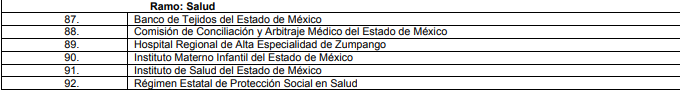 Ramo: Salud
87. Banco de Tejidos del Estado de México
88. Comisión de Conciliación y Arbitraje Médico del Estado de México
89. Hospital Regional de Alta Especialidad de Zumpango
90. Instituto Materno Infantil del Estado de México
91. Instituto de Salud del Estado de México
92. Régimen Estatal de Protección Social en Salud